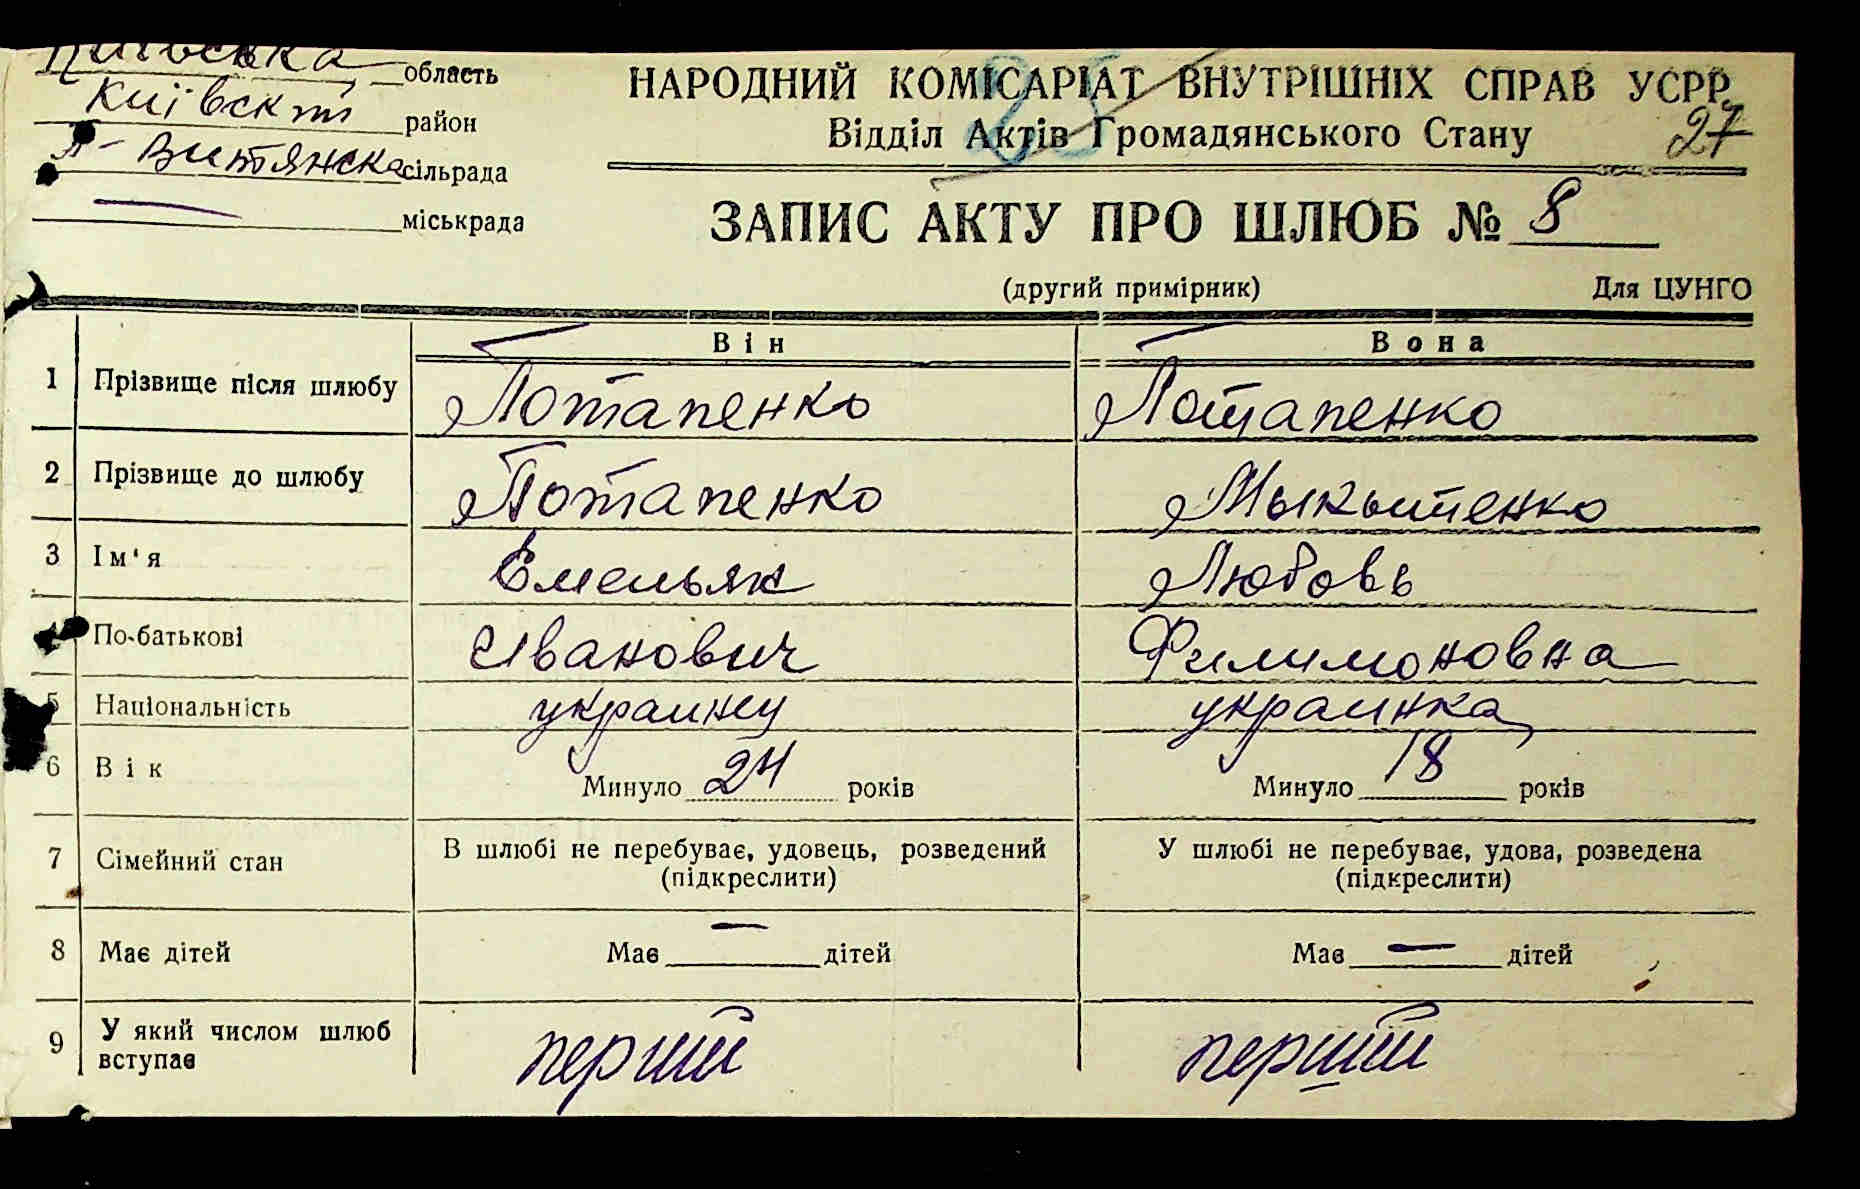 Київська область
Київский район
П-Витянска сільрада
— міськрада
НАРОДНИЙ КОМІСАРІАТ ВНУТРІШНІХ СПРАВ УСРР
Відділ Актів Громадянського Стану
25
27
ЗАПИС АКТУ ПРО ШЛЮБ № 8
(другий примірник) Для ЦУНГО
Він Вона
1 Прізвище після шлюбу Потапенко Потапенко
2 Прізвище до шлюбу Потапенко Мыкытенко
3 Ім'я Емельян Любовь
4 По-батькові Иванович Филимоновна
5 Національність украинец украинка
6 Вік Минуло 24 років Минуло 18 років
7 Сімейний стан В шлюбі не перебуває, удовець, розведений У шлюбі не перебуває, удова, розведена
(підкреслити) (підкреслити)
8 Має дітей Має — дітей Має — дітей
9 У який числом шлюб
вступає перший перший